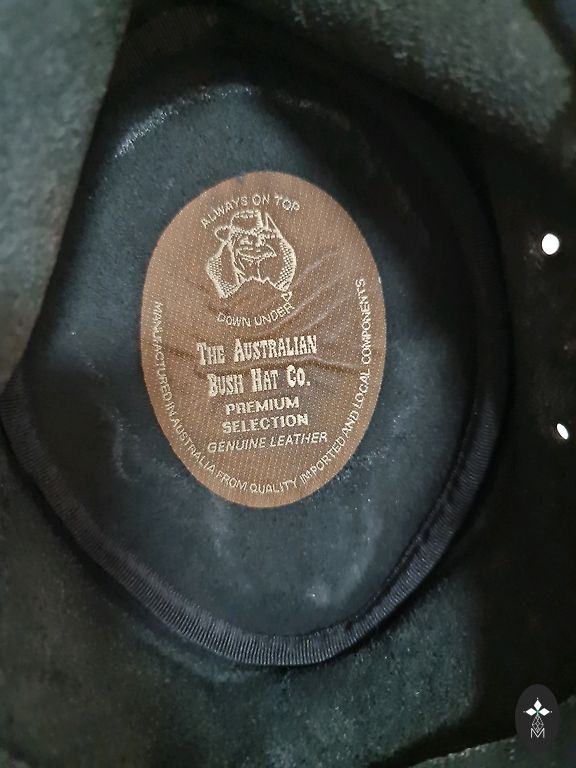 ALWAYS ON TOP
DOWN UNDER
THE AUSTRALIAN
BUSH HAT CO.
PREMIUM
SELECTION
GENUINE LEATHER
MANUFACTURED IN AUSTRALIA FROM QUALITY IMPORTED AND LOCAL COMPONENTS
M